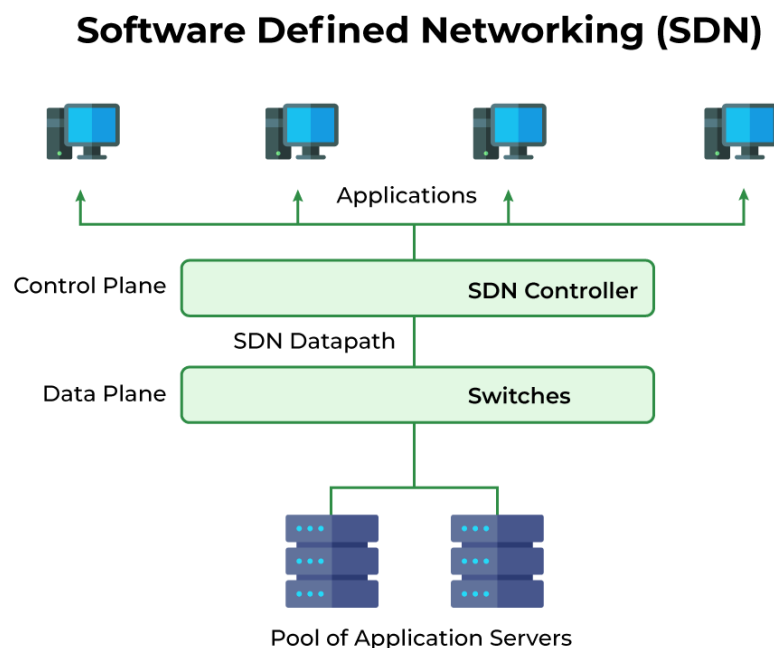 Software Defined Networking (SDN)
Applications
Control Plane
SDN Controller
SDN Datapath
Data Plane
Switches
Pool of Application Servers